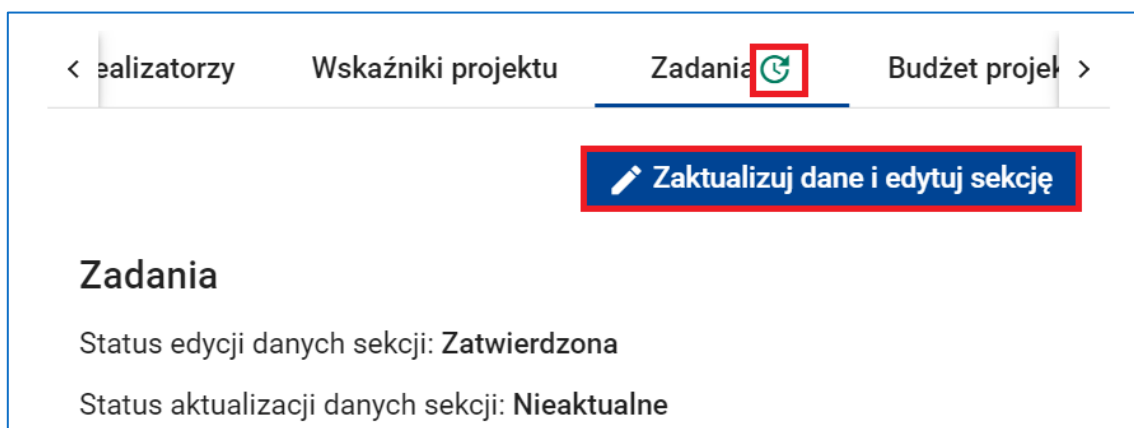 ealizatorzy Wskaźniki projektu Zadania Budżet projek
Zaktualizuj dane i edytuj sekcję
Zadania
Status edycji danych sekcji: Zatwierdzona
Status aktualizacji danych sekcji: Nieaktualne